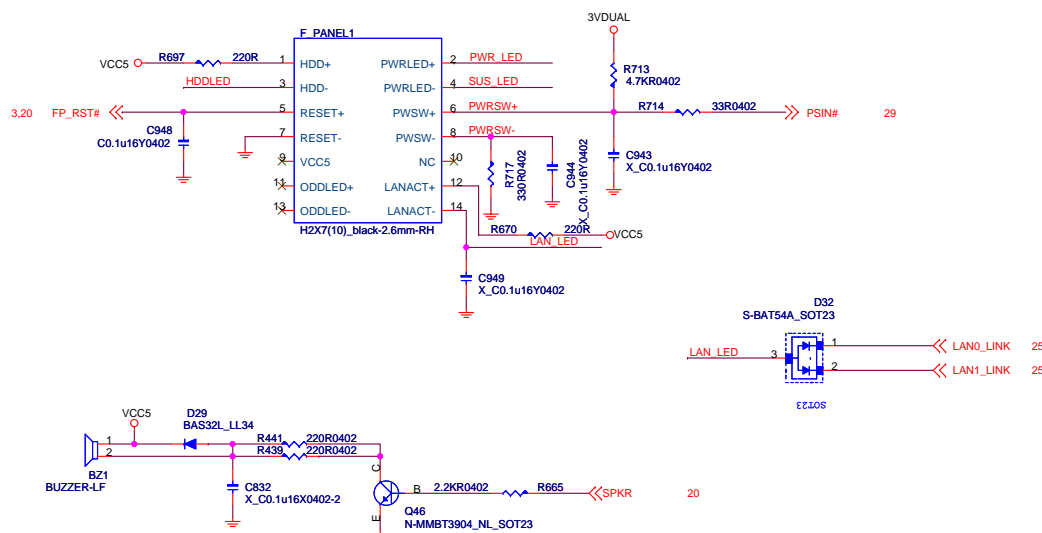 3VDUAL
F_PANEL1
R697 220R
VCC5
1 HDD+ PWRLED+ 2 PWR_LED
HDDLED 3 HDD- PWRLED- 4 SUS_LED
R713
4.7KR0402
3,20 FP_RST# 5 RESET+ PWSW+ 6 PWRSW+ R714 33R0402 PSIN# 29
C948
C0.1u16Y0402
7 RESET- PWSW- 8 PWRSW-
9 VCC5 NC 10
R717
330R0402
C944
X_C0.1u16Y0402
C943
X_C0.1u16Y0402
11 ODDLED+ LANACT+ 12
13 ODDLED- LANACT- 14
H2X7(10)_black-2.6mm-RH
R670 220R VCC5
LAN_LED
C949
X_C0.1u16Y0402
D32
S-BAT54A_SOT23
LAN_LED 3 1 LAN0_LINK 25
2 LAN1_LINK 25
SOT23
VCC5 D29
BAS32L_LL34
1 R441 220R0402
2 R439 220R0402
BZ1
BUZZER-LF
C832
X_C0.1u16X0402-2
C
B 2.2KR0402 R665 SPKR 20
E
Q46
N-MMBT3904_NL_SOT23